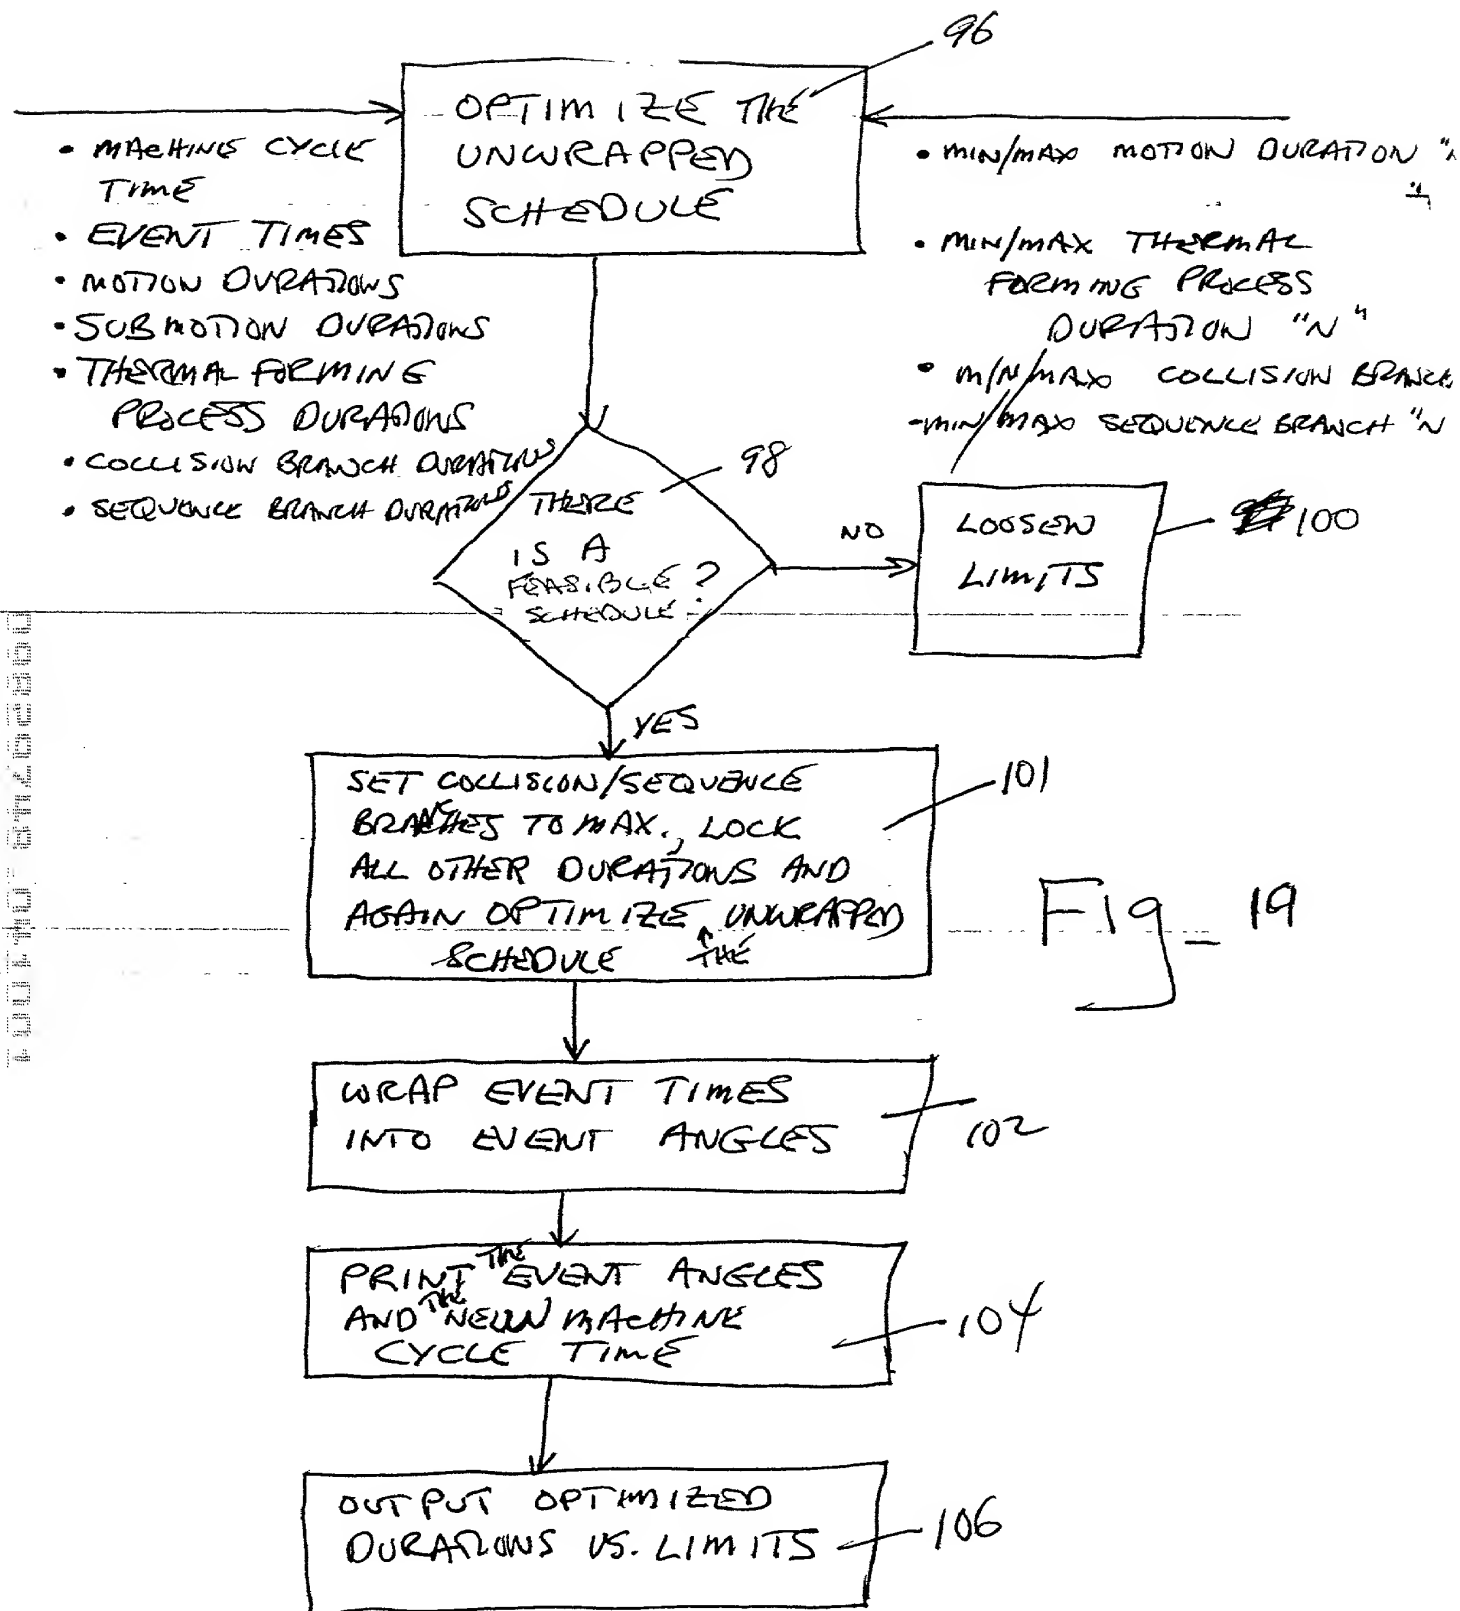 96
OPTIMIZE THE
UNWRAPPED
SCHEDULE
• MACHINE CYCLE
TIME
• EVENT TIMES
• MOTION DURATIONS
• SUBMOTION DURATIONS
• THERMAL FORMING
PROCESS DURATIONS
• COLLISION BRANCH DURATIONS
• SEQUENCE BRANCH DURATIONS
• MIN/MAX MOTION DURATION "
• MIN/MAX THERMAL
FORMING PROCESS
DURATION "N"
• MIN/MAX COLLISION BRANCH
- MIN/MAX SEQUENCE BRANCH "N
98
THERE
IS A
FEASIBLE ?
SCHEDULE
NO
LOOSEN
LIMITS
100
YES
SET COLLISION/SEQUENCE
BRANCHES TO MAX., LOCK
ALL OTHER DURATIONS AND
AGAIN OPTIMIZE THE UNWRAPPED
SCHEDULE
101
Fig_ 19
WRAP EVENT TIMES
INTO EVENT ANGLES
102
PRINT THE EVENT ANGLES
AND THE NEW MACHINE
CYCLE TIME
104
OUTPUT OPTIMIZED
DURATIONS VS. LIMITS
106